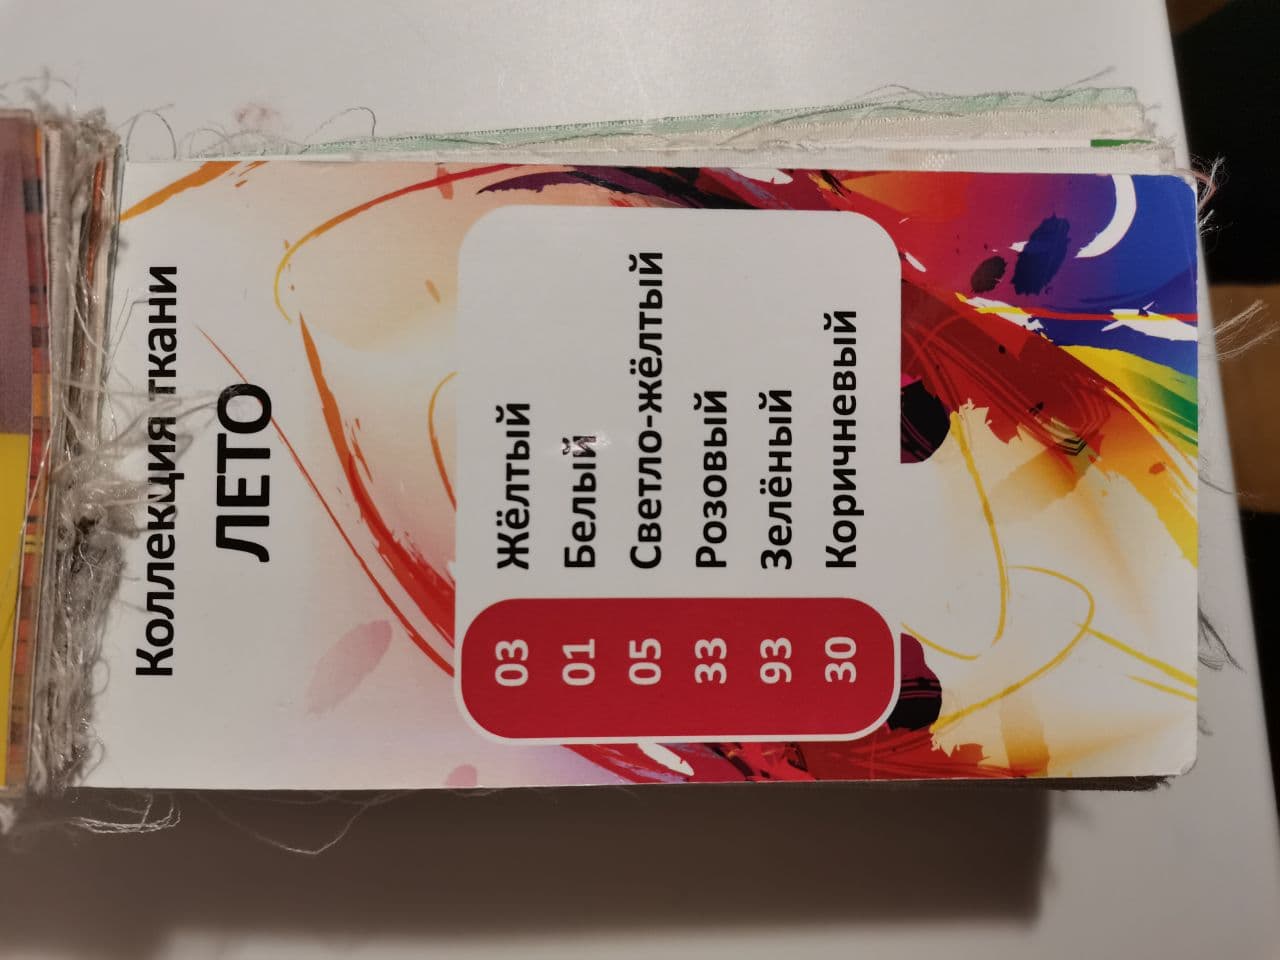 Коллекция ткани
ЛЕТО
03 Жёлтый
01 Белый
05 Светло-жёлтый
33 Розовый
93 Зелёный
30 Коричневый